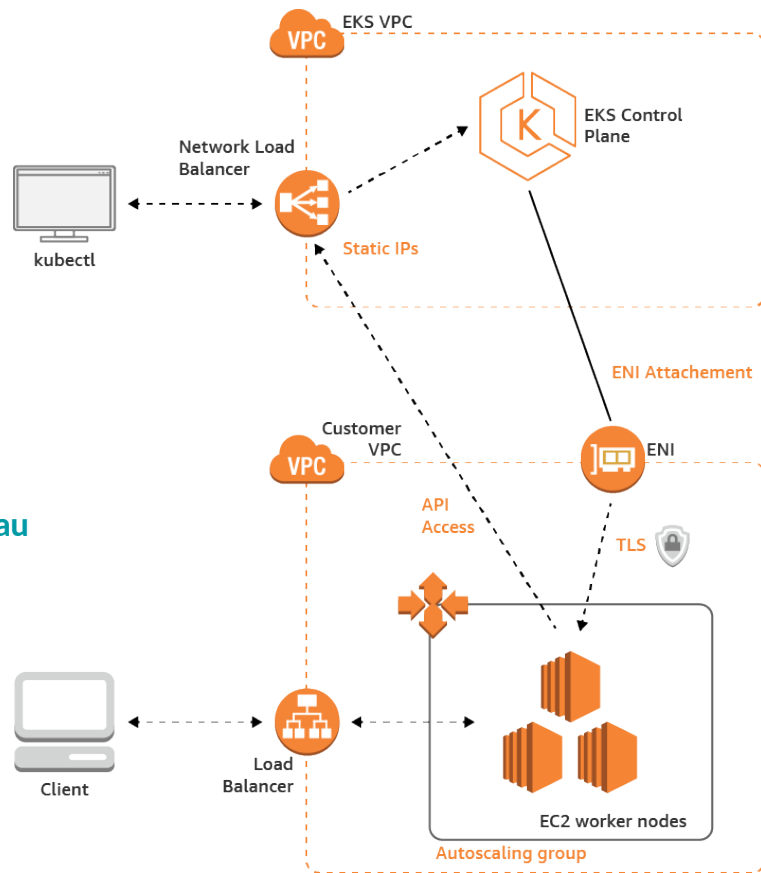 VPC
EKS VPC
EKS Control
Plane
K
Network Load
Balancer
kubectl
Static IPs
ENI Attachement
Customer
VPC
VPC
ENI
API
Access
au
TLS
Client
Load
Balancer
EC2 worker nodes
Autoscaling group